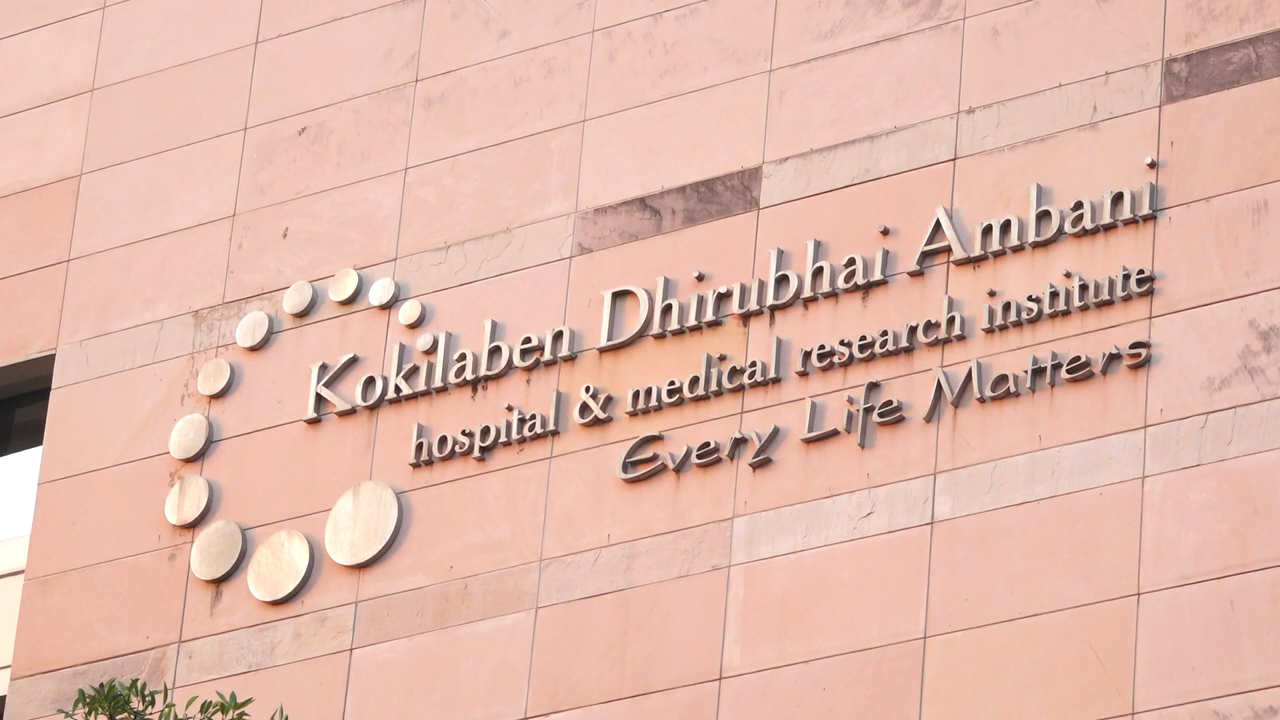 Kokilaben Dhirubhai Ambani
hospital & medical research institute
Every Life Matters